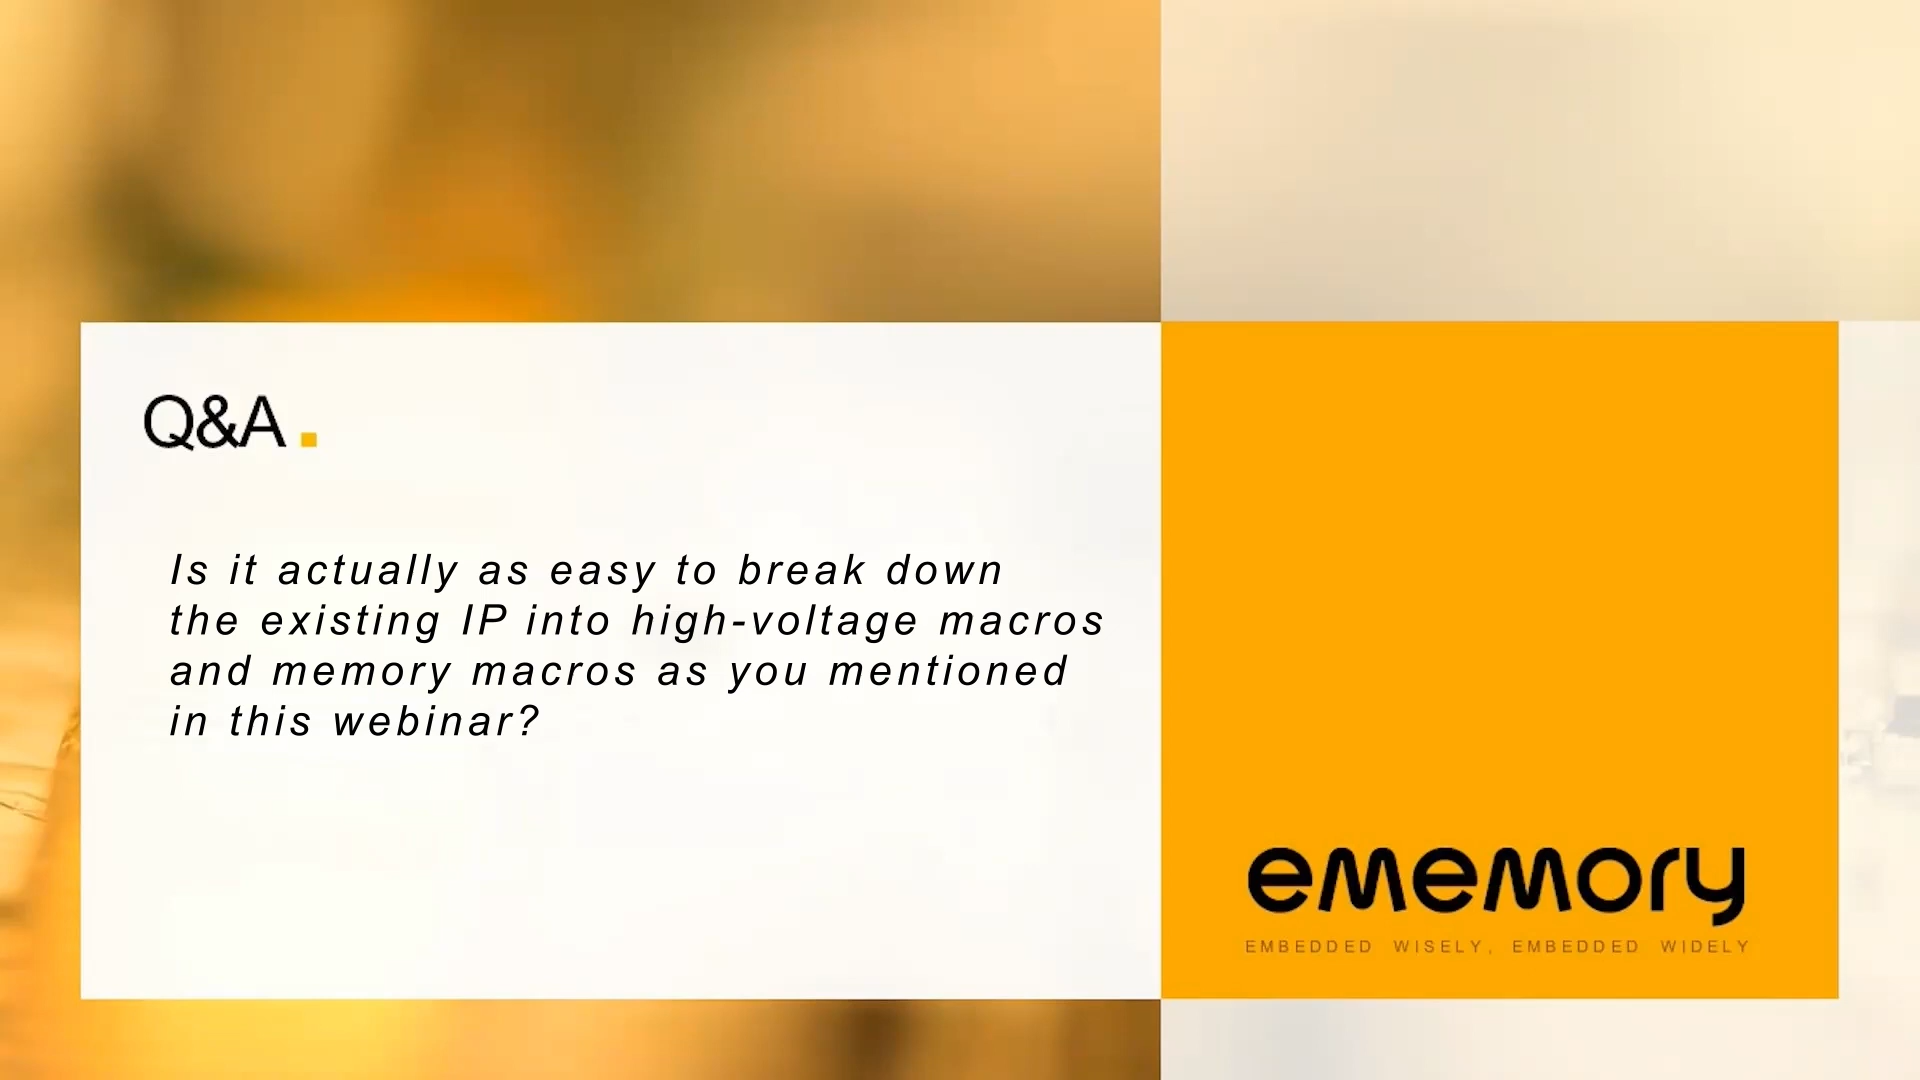 Q&A
Is it actually as easy to break down
the existing IP into high-voltage macros
and memory macros as you mentioned
in this webinar?
ememory
EMBEDDED WISELY, EMBEDDED WIDELY